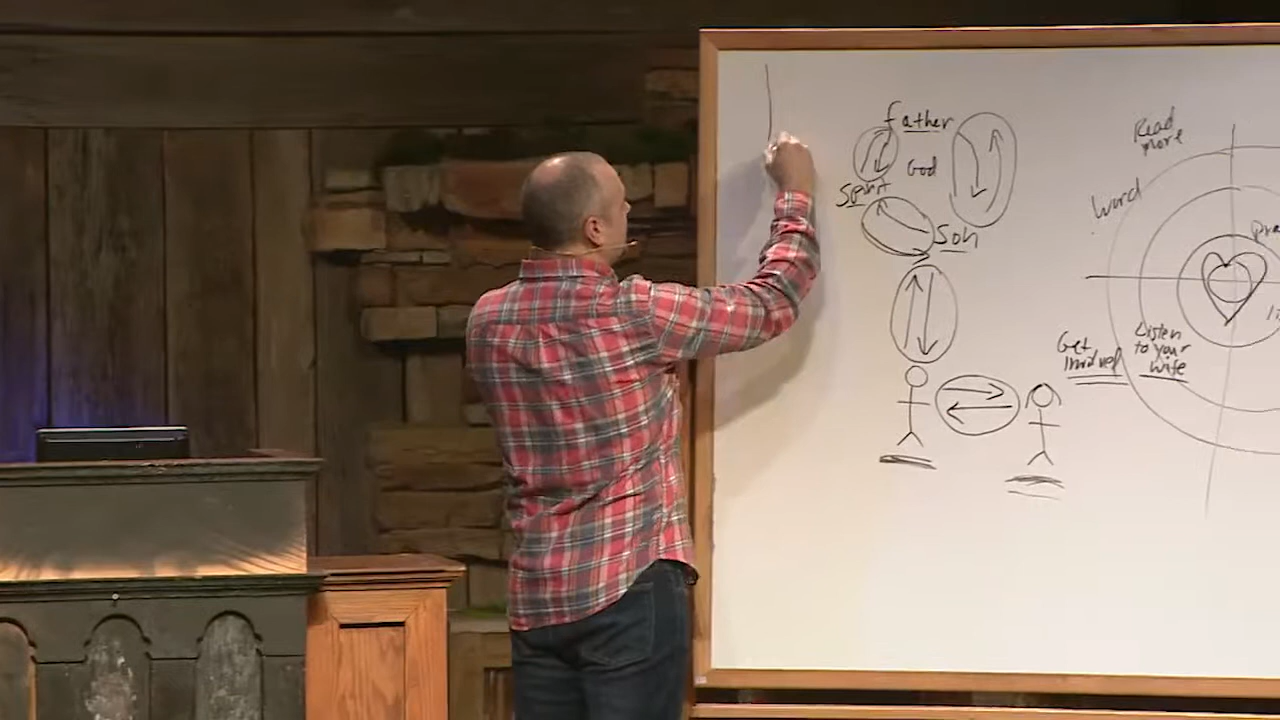 Father
God
Spirit
Son
Read
more
Word
Get
Involved
Listen
to your
wife